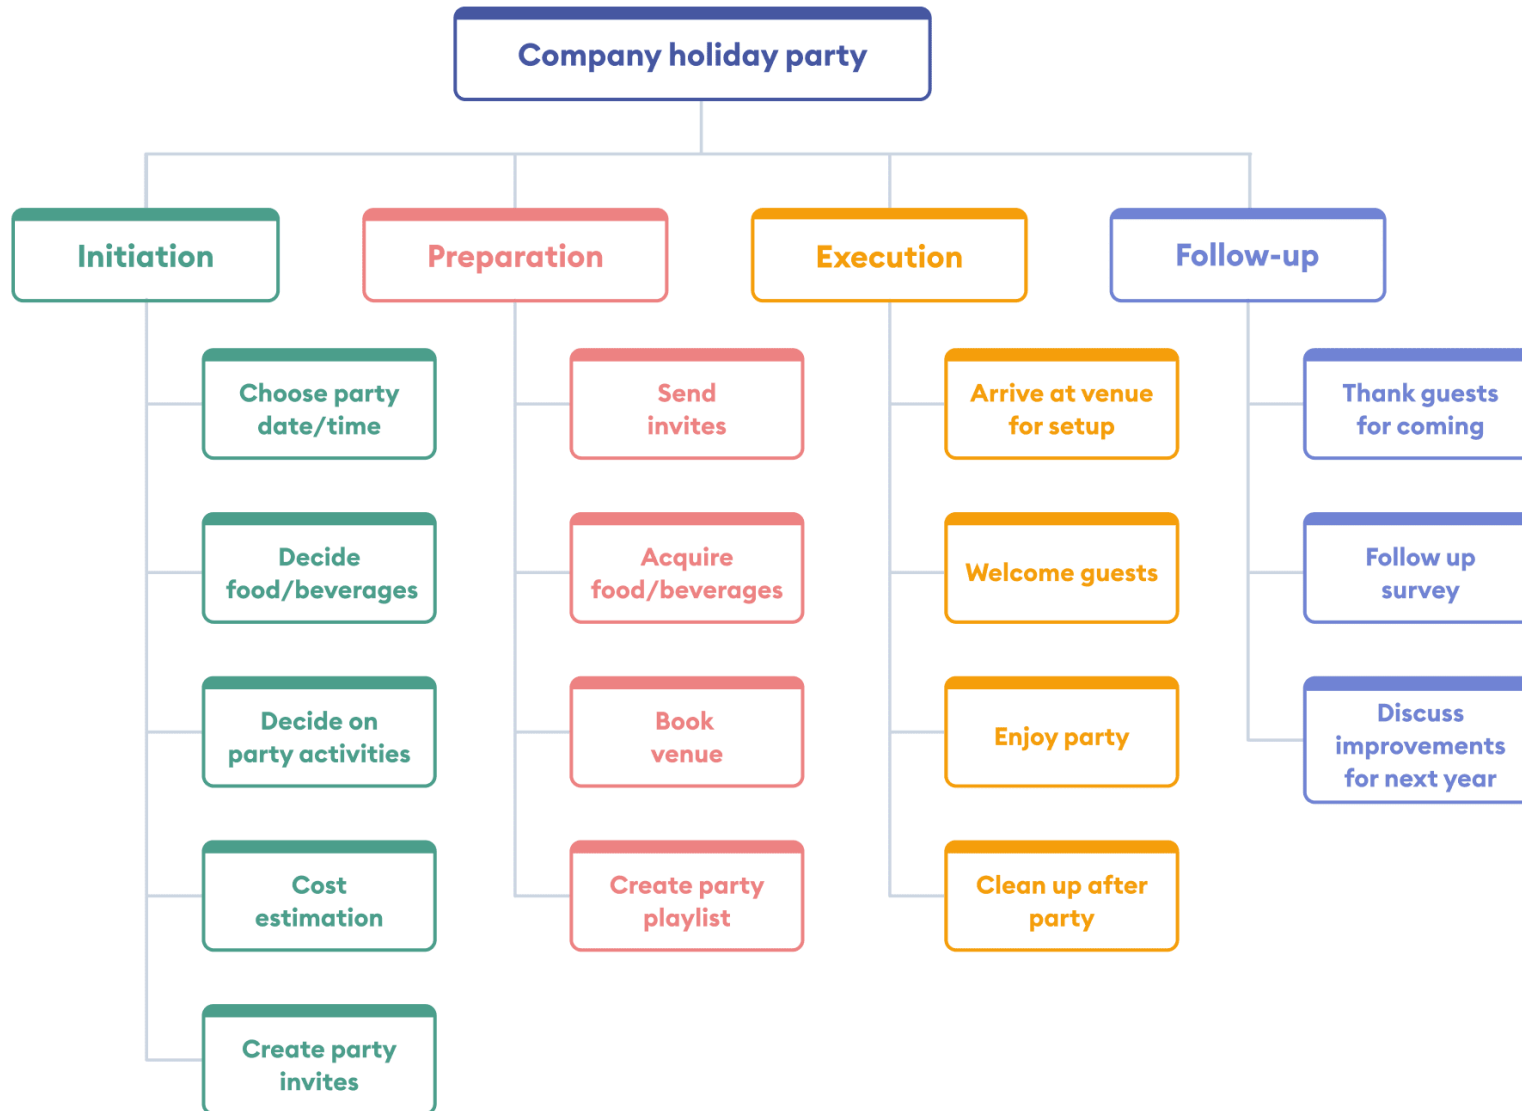 Company holiday party
Initiation
Choose party
date/time
Decide
food/beverages
Decide on
party activities
Cost
estimation
Create party
invites
Preparation
Send
invites
Acquire
food/beverages
Book
venue
Create party
playlist
Execution
Arrive at venue
for setup
Welcome guests
Enjoy party
Clean up after
party
Follow-up
Thank guests
for coming
Follow up
survey
Discuss
improvements
for next year